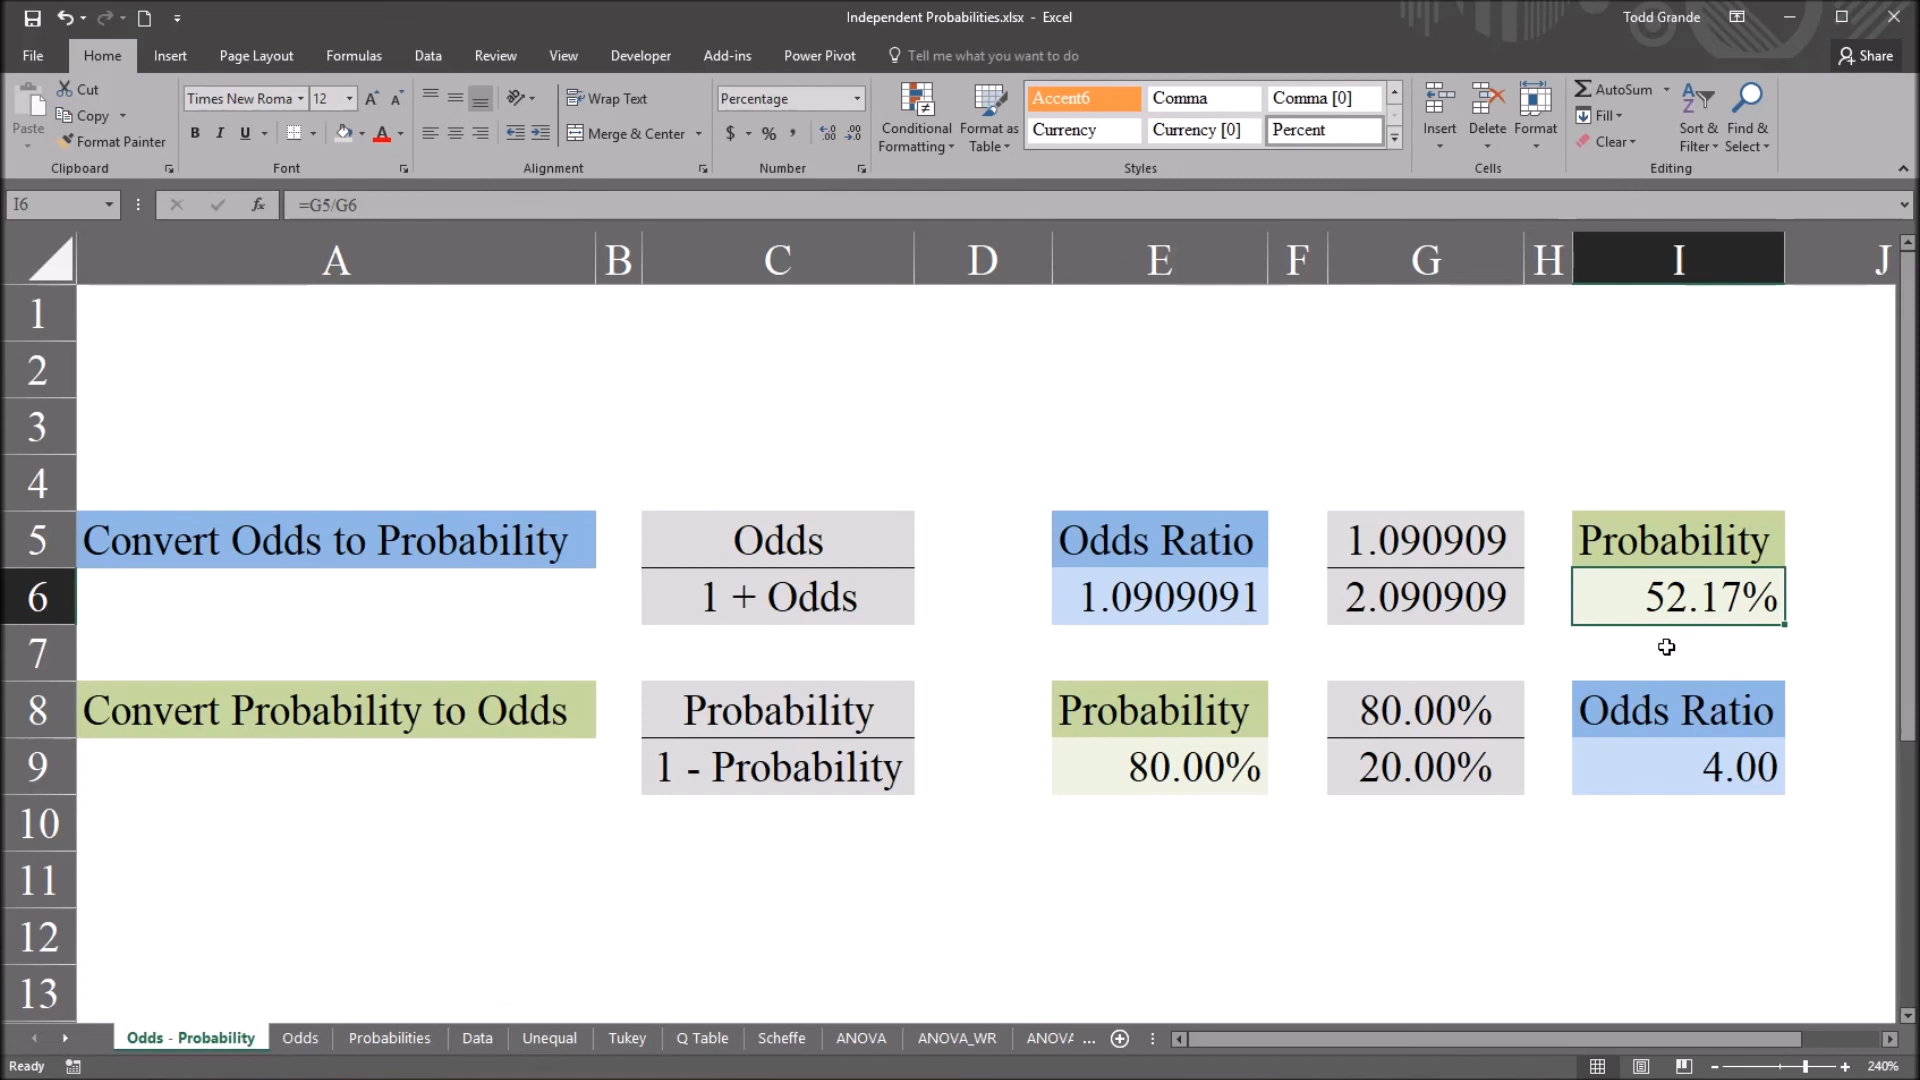 Independent Probabilities.xlsx - Excel
Todd Grande
File Home Insert Page Layout Formulas Data Review View Developer Add-ins Power Pivot Tell me what you want to do Share
Paste
Cut
Copy
Format Painter
Clipboard
Times New Roma 12
A A
B I U A
Font
Wrap Text
Merge & Center
Alignment
Percentage
$ % ,
Number
Conditional Formatting
Format as Table
Accent6 Comma Comma [0]
Currency Currency [0] Percent
Styles
Insert Delete Format
Cells
AutoSum
Fill
Clear
Sort & Filter
Find & Select
Editing
I6 fx =G5/G6
A B C D E F G H I J
1
2
3
4
5 Convert Odds to Probability Odds Odds Ratio 1.090909 Probability
6 1 + Odds 1.0909091 2.090909 52.17%
7
8 Convert Probability to Odds Probability Probability 80.00% Odds Ratio
9 1 - Probability 80.00% 20.00% 4.00
10
11
12
13
Odds - Probability Odds Probabilities Data Unequal Tukey Q Table Scheffe ANOVA ANOVA_WR ANOVA ...
Ready 240%